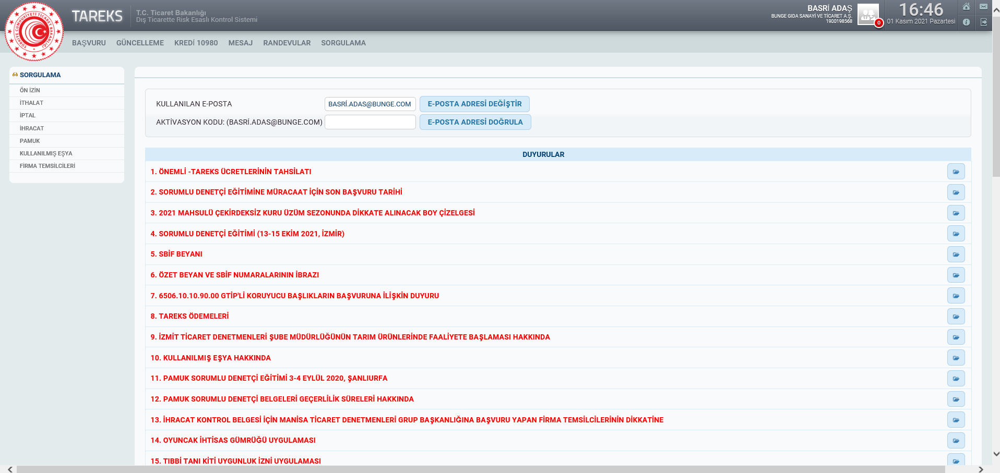 TAREKS
T.C. Ticaret Bakanlığı
Dış Ticarette Risk Esaslı Kontrol Sistemi
BASRİ ADAŞ
BUNGE GIDA SANAYİ VE TİCARET A.Ş.
1900198568
0
16:46
01 Kasım 2021 Pazartesi
TÜRKİYE CUMHURİYETİ TİCARET BAKANLIĞI
BAŞVURU
GÜNCELLEME
KREDİ 10980
MESAJ
RANDEVULAR
SORGULAMA
SORGULAMA
ÖN İZİN
İTHALAT
İPTAL
İHRACAT
PAMUK
KULLANILMIŞ EŞYA
FİRMA TEMSİLCİLERİ
KULLANILAN E-POSTA
BASRİ.ADAS@BUNGE.COM
E-POSTA ADRESİ DEĞİŞTİR
AKTİVASYON KODU: (BASRİ.ADAS@BUNGE.COM)
E-POSTA ADRESİ DOĞRULA
DUYURULAR
1. ÖNEMLİ -TAREKS ÜCRETLERİNİN TAHSİLATI
2. SORUMLU DENETÇİ EĞİTİMİNE MÜRACAAT İÇİN SON BAŞVURU TARİHİ
3. 2021 MAHSULÜ ÇEKİRDEKSİZ KURU ÜZÜM SEZONUNDA DİKKATE ALINACAK BOY ÇİZELGESİ
4. SORUMLU DENETÇİ EĞİTİMİ (13-15 EKİM 2021, İZMİR)
5. SBİF BEYANI
6. ÖZET BEYAN VE SBİF NUMARALARININ İBRAZI
7. 6506.10.10.90.00 GTİP'Lİ KORUYUCU BAŞLIKLARIN BAŞVURUNA İLİŞKİN DUYURU
8. TAREKS ÖDEMELERİ
9. İZMİT TİCARET DENETMENLERİ ŞUBE MÜDÜRLÜĞÜNÜN TARIM ÜRÜNLERİNDE FAALİYETE BAŞLAMASI HAKKINDA
10. KULLANILMIŞ EŞYA HAKKINDA
11. PAMUK SORUMLU DENETÇİ EĞİTİMİ 3-4 EYLÜL 2020, ŞANLIURFA
12. PAMUK SORUMLU DENETÇİ BELGELERİ GEÇERLİLİK SÜRELERİ HAKKINDA
13. İHRACAT KONTROL BELGESİ İÇİN MANİSA TİCARET DENETMENLERİ GRUP BAŞKANLIĞINA BAŞVURU YAPAN FİRMA TEMSİLCİLERİNİN DİKKATİNE
14. OYUNCAK İHTİSAS GÜMRÜĞÜ UYGULAMASI
15. TIBBİ TANI KİTİ UYGUNLUK İZNİ UYGULAMASI